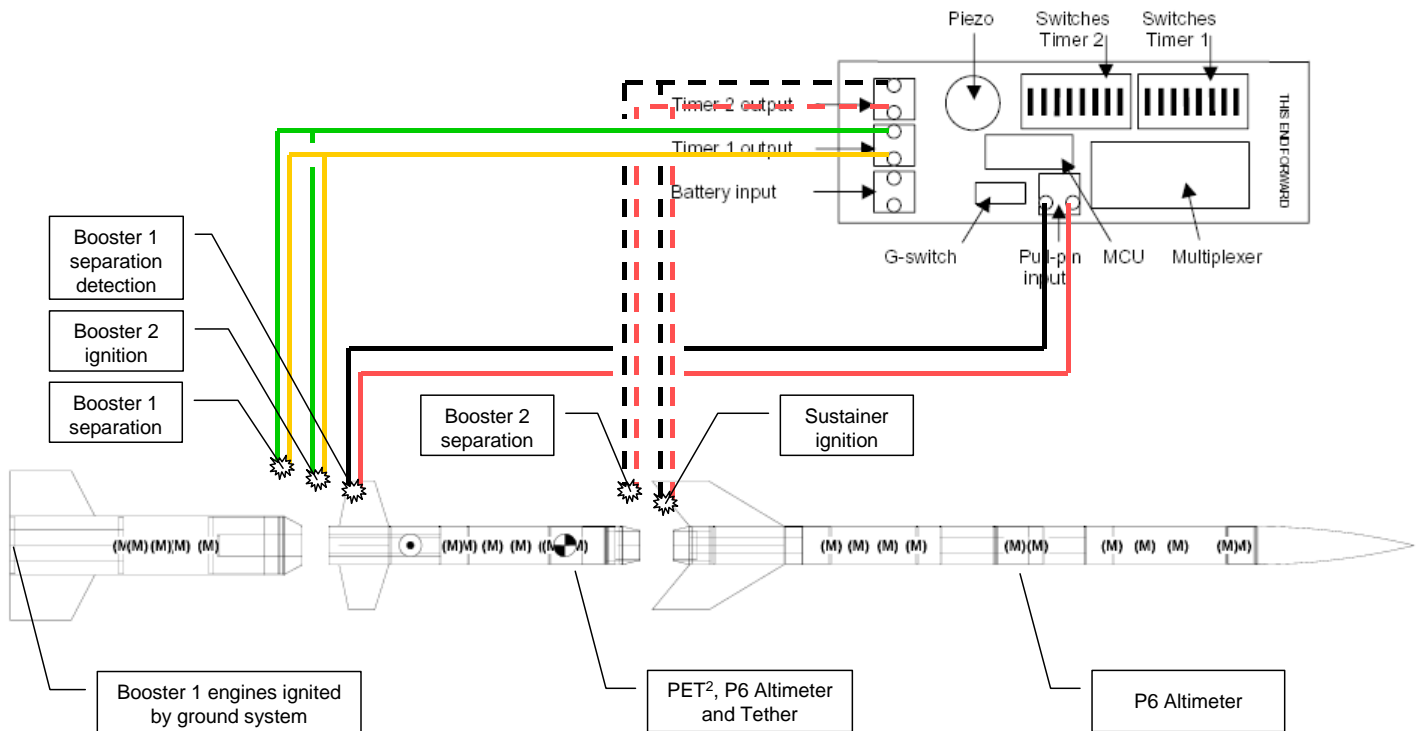 Piezo
Switches
Timer 2
Switches
Timer 1
Timer 2 output
Timer 1 output
Battery input
THIS END FORWARD
G-switch
Pull-pin
input
MCU
Multiplexer
Booster 1
separation
detection
Booster 2
ignition
Booster 1
separation
Booster 2
separation
Sustainer
ignition
(M) (M) (M) (M) (M)
(M) (M) (M) (M) (M) (M)
(M) (M) (M) (M) (M) (M) (M) (M) (M) (M) (M)
Booster 1 engines ignited
by ground system
PET², P6 Altimeter
and Tether
P6 Altimeter